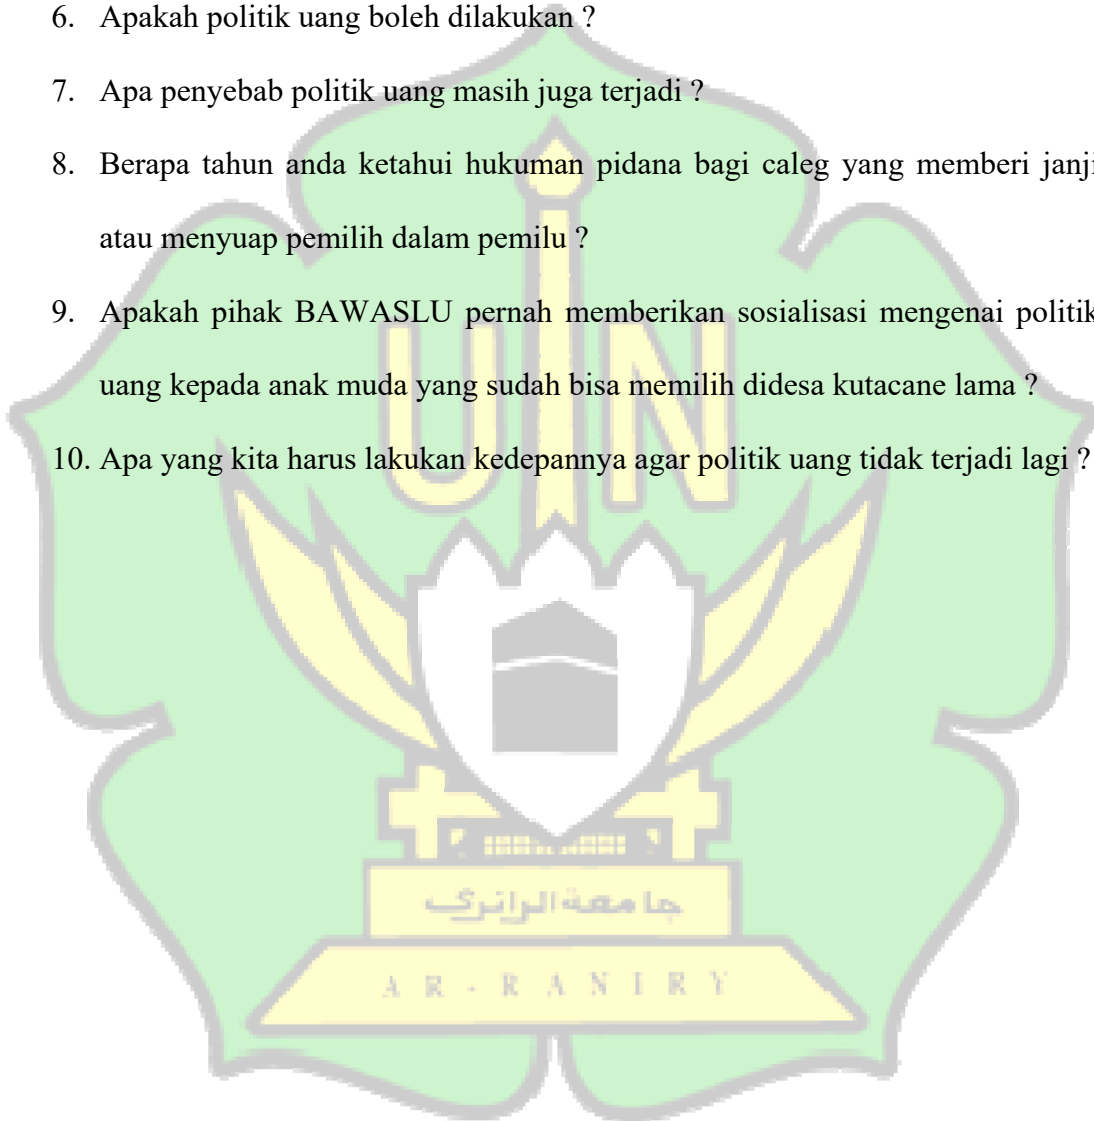 6. Apakah politik uang boleh dilakukan ?
7. Apa penyebab politik uang masih juga terjadi ?
8. Berapa tahun anda ketahui hukuman pidana bagi caleg yang memberi janji
atau menyuap pemilih dalam pemilu ?
9. Apakah pihak BAWASLU pernah memberikan sosialisasi mengenai politik
uang kepada anak muda yang sudah bisa memilih didesa kutacane lama ?
10. Apa yang kita harus lakukan kedepannya agar politik uang tidak terjadi lagi ?
UIN
جامعة الرانري
AR-RANIRY